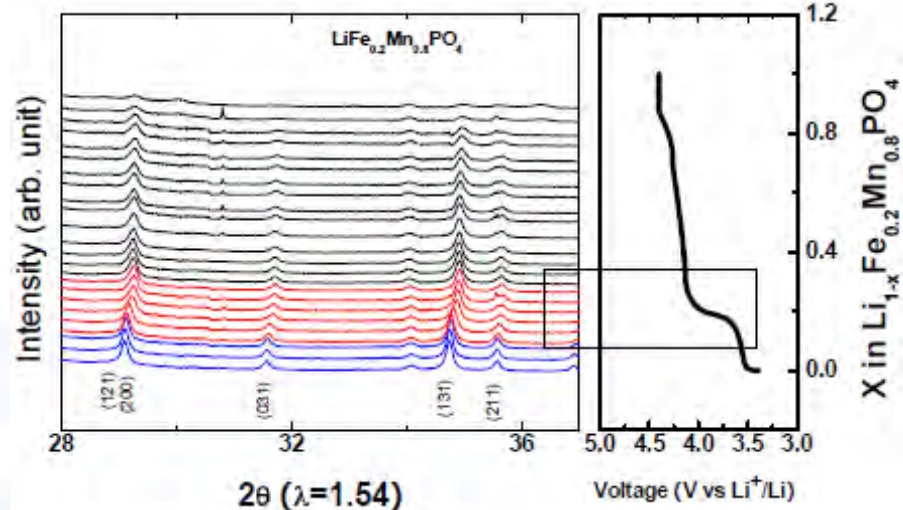 LiFe0.2Mn0.8PO4
Intensity (arb. unit)
(121)
(200)
(031)
(131)
(211)
28
32
36
2θ (λ=1.54)
1.2
0.8
0.4
0.0
X in Li1-xFe0.2Mn0.8PO4
5.0 4.5 4.0 3.5 3.0
Voltage (V vs Li+/Li)